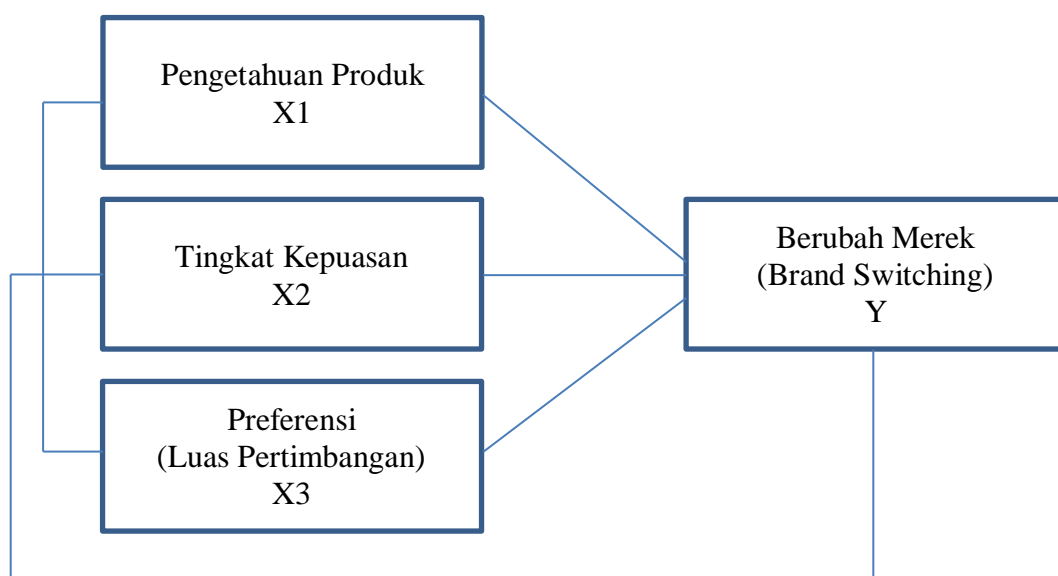 Pengetahuan Produk
X1
Tingkat Kepuasan
X2
Preferensi
(Luas Pertimbangan)
X3
Berubah Merek
(Brand Switching)
Y